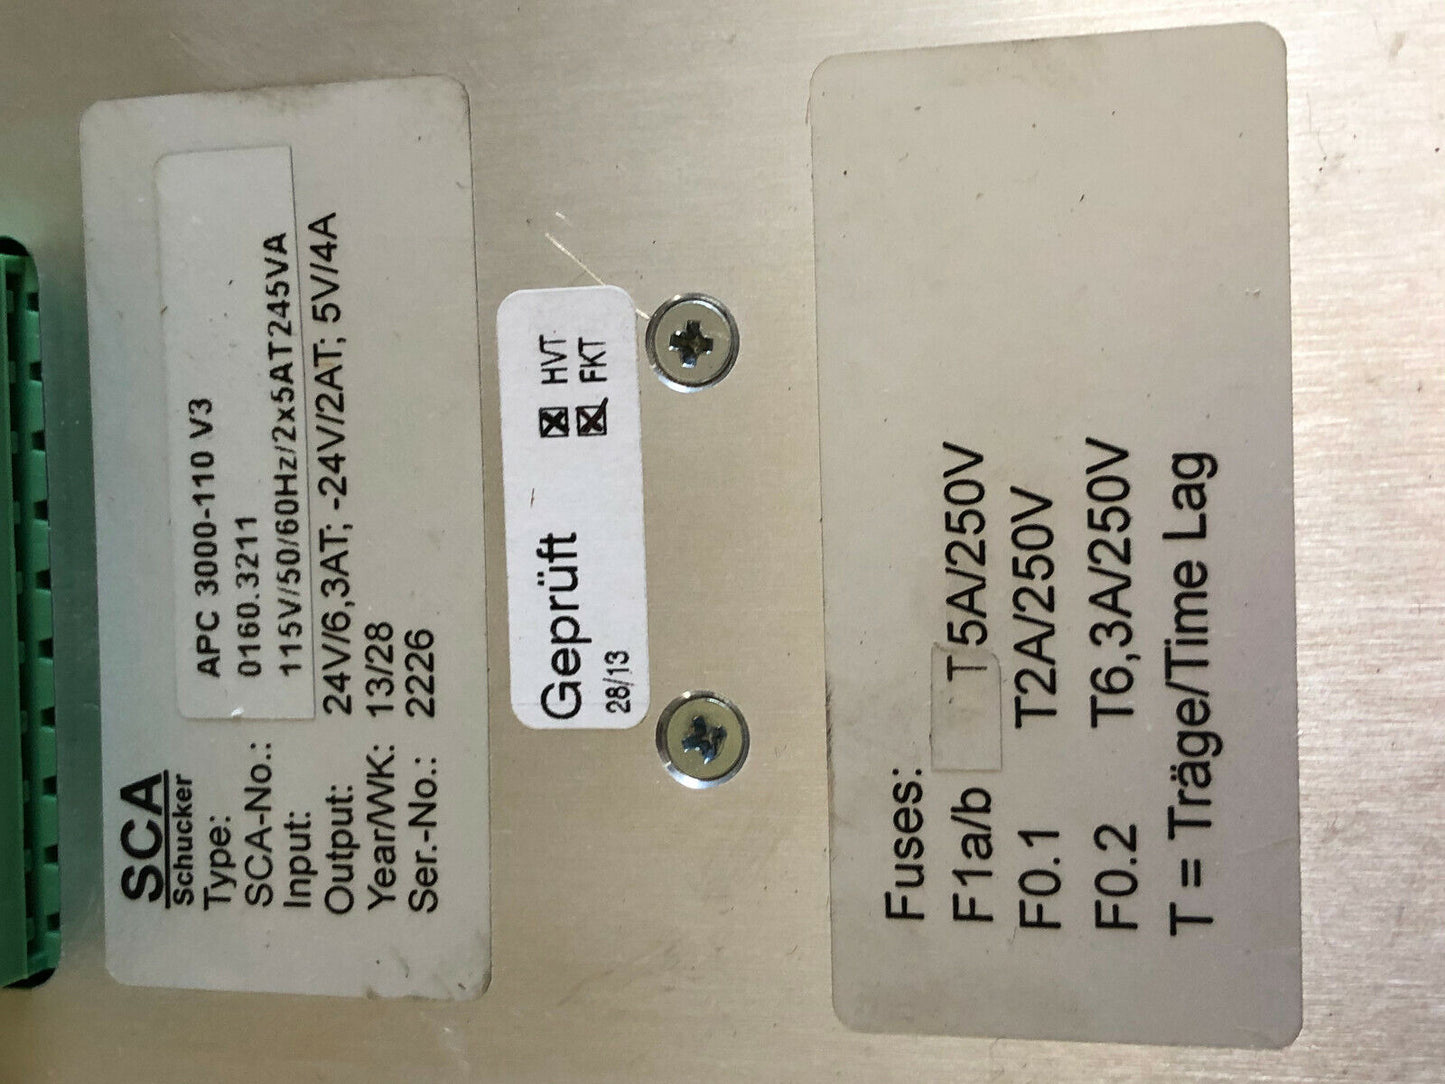 SCA
Schucker
Type: APC 3000-110 V3
SCA-No.: 0160.3211
Input: 115V/50/60Hz/2x5AT245VA
Output: 24V/6,3AT; -24V/2AT; 5V/4A
Year/WK: 13/28
Ser.-No.: 2226
Geprüft
28/13
HVT
FKT
Fuses:
F1a/b T5A/250V
F0.1 T2A/250V
F0.2 T6,3A/250V
T = Träge/Time Lag